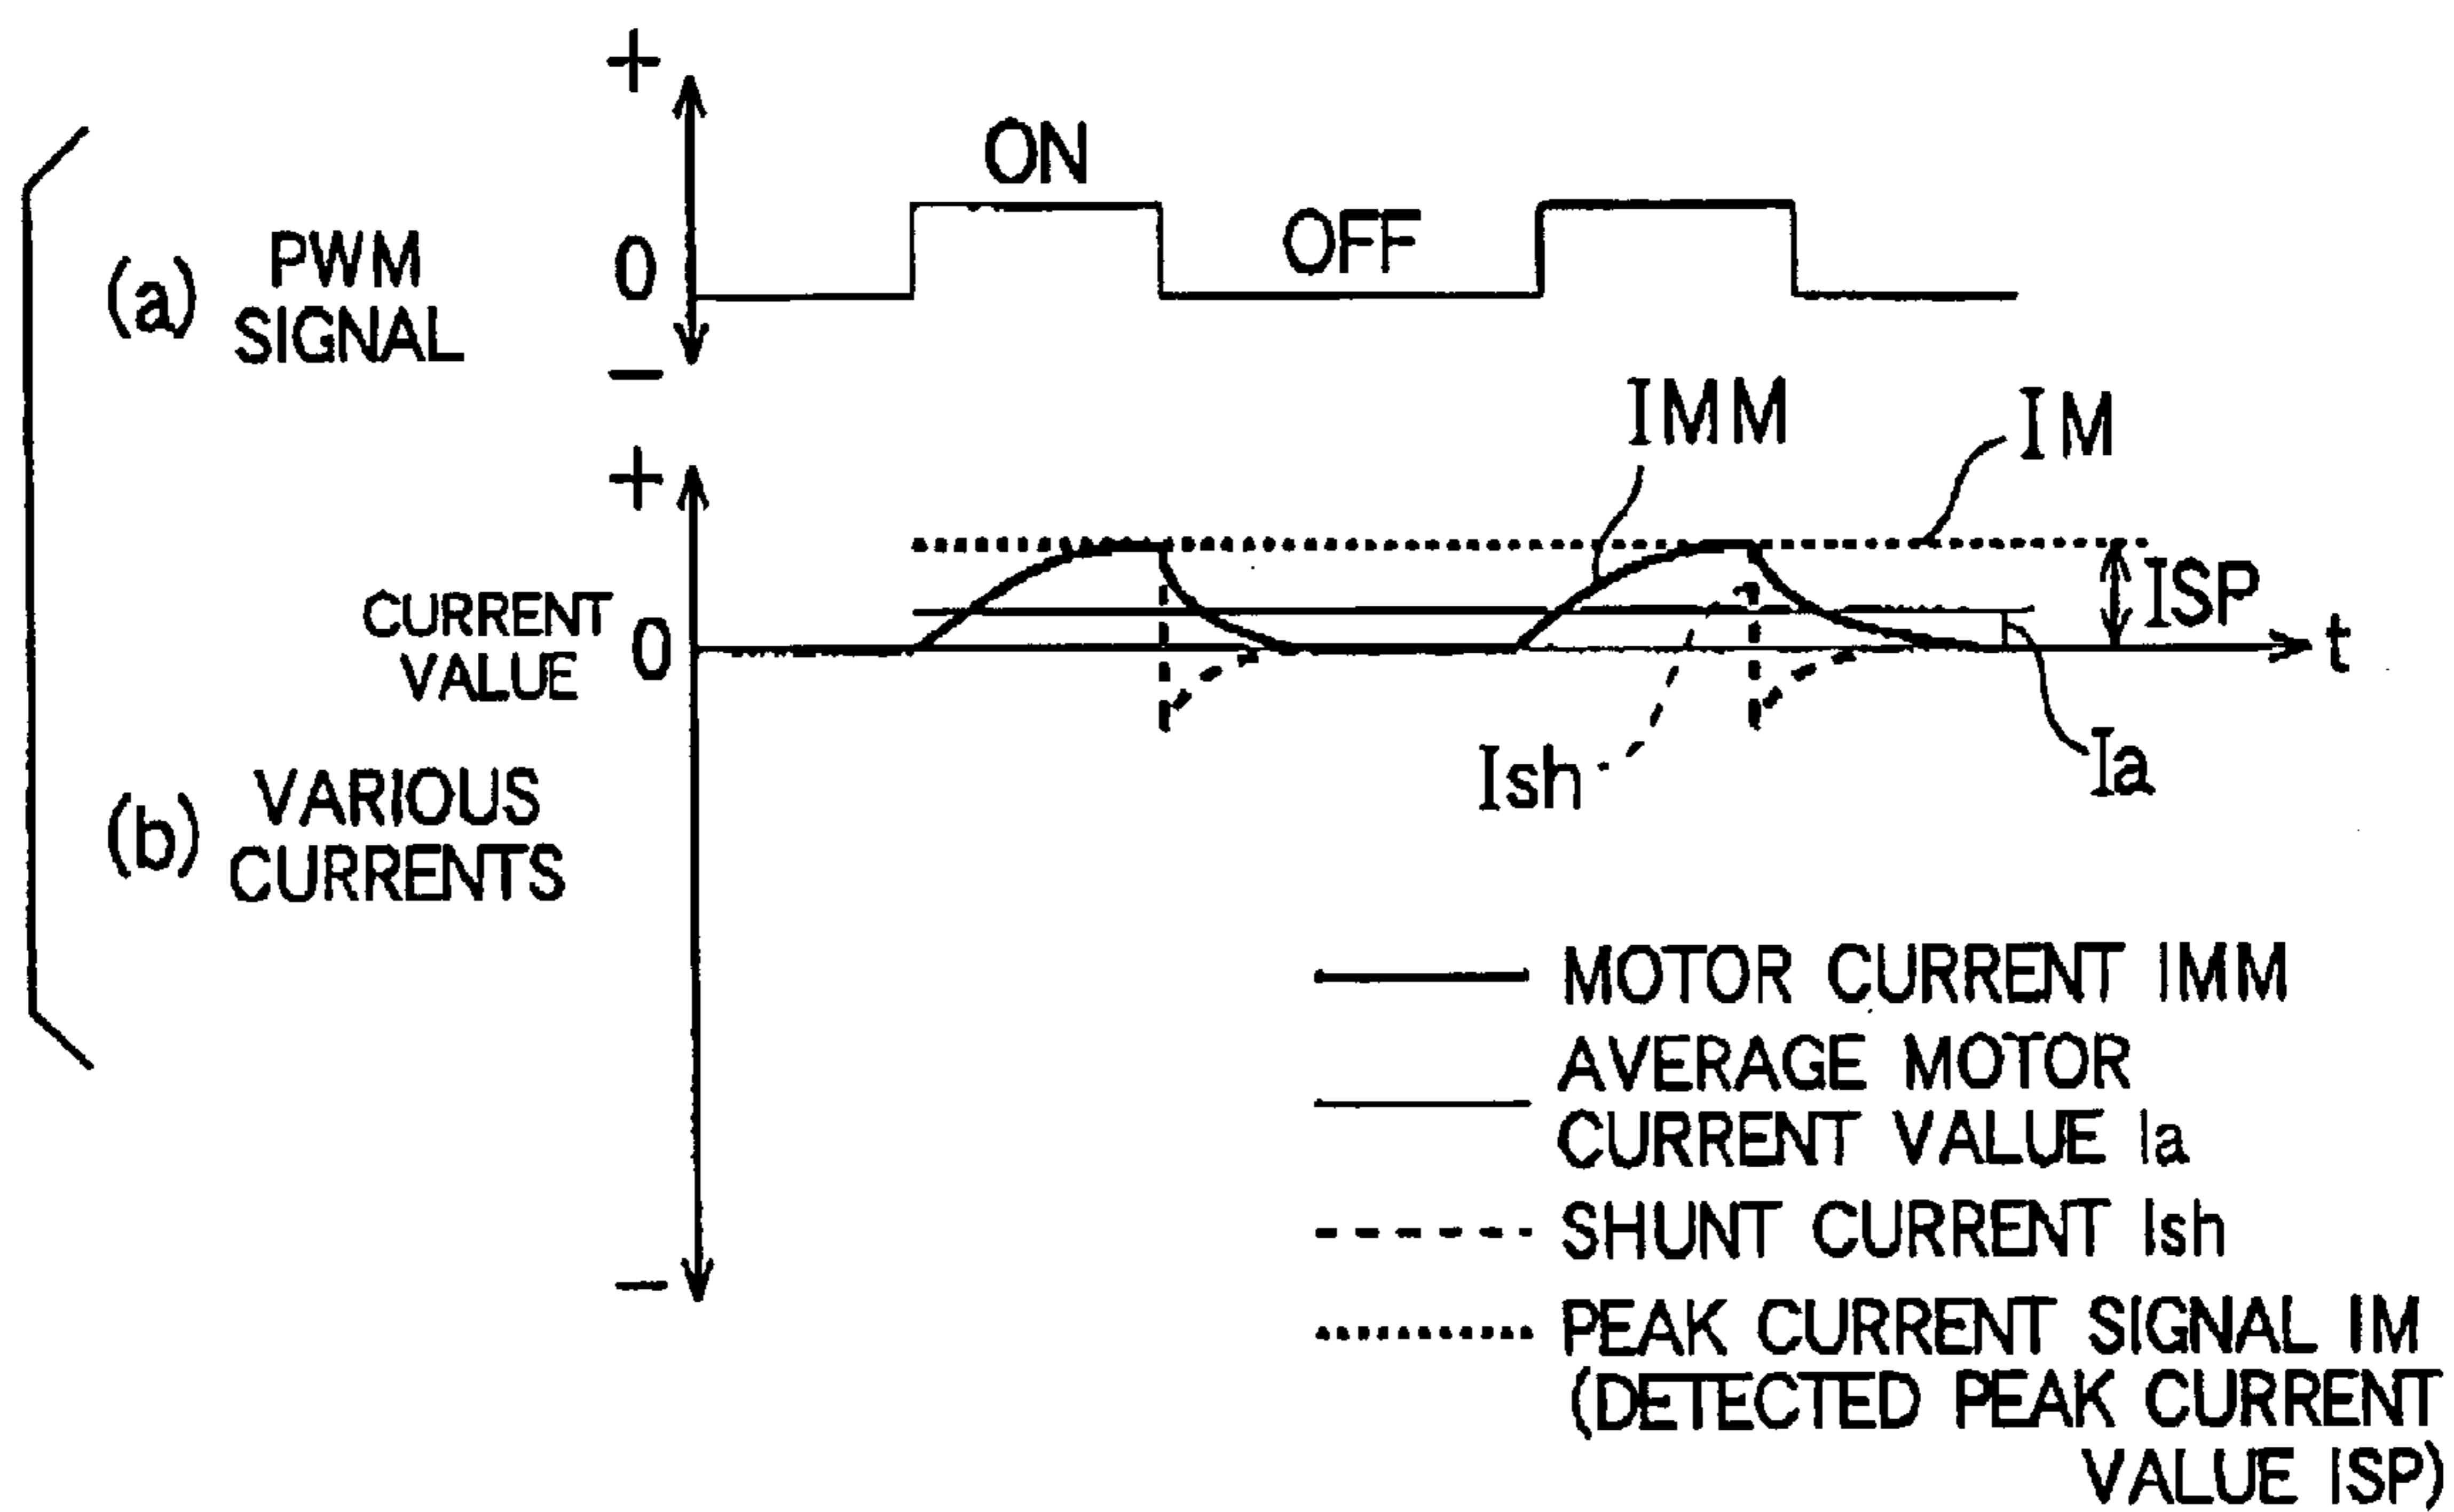 +
ON
(a) PWM
SIGNAL
0
OFF
−
IMM
IM
+
CURRENT
VALUE
0
ISP
t
Ish
Ia
(b) VARIOUS
CURRENTS
−
MOTOR CURRENT IMM
AVERAGE MOTOR
CURRENT VALUE Ia
SHUNT CURRENT Ish
PEAK CURRENT SIGNAL IM
(DETECTED PEAK CURRENT
VALUE ISP)